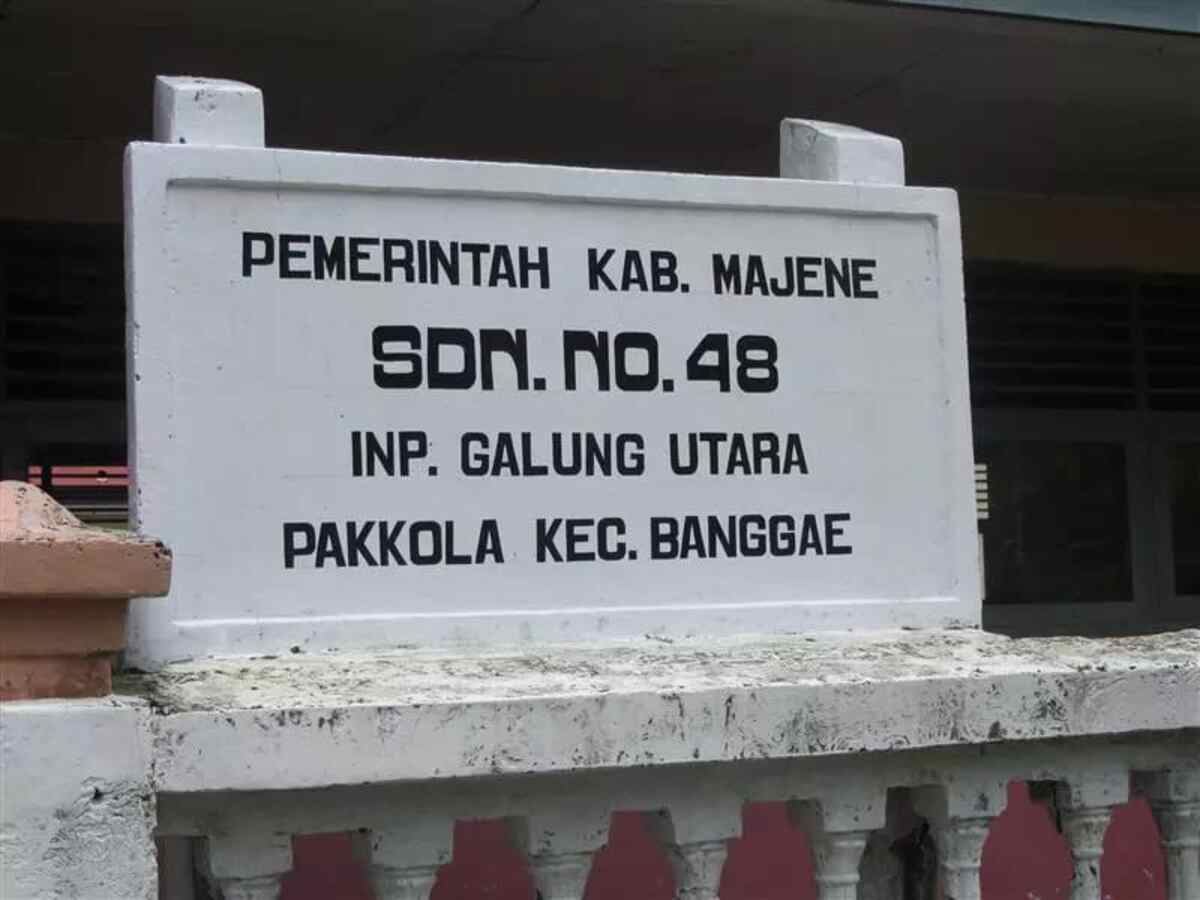 PEMERINTAH KAB. MAJENE
SDN. NO. 48
INP. GALUNG UTARA
PAKKOLA KEC. BANGGAE